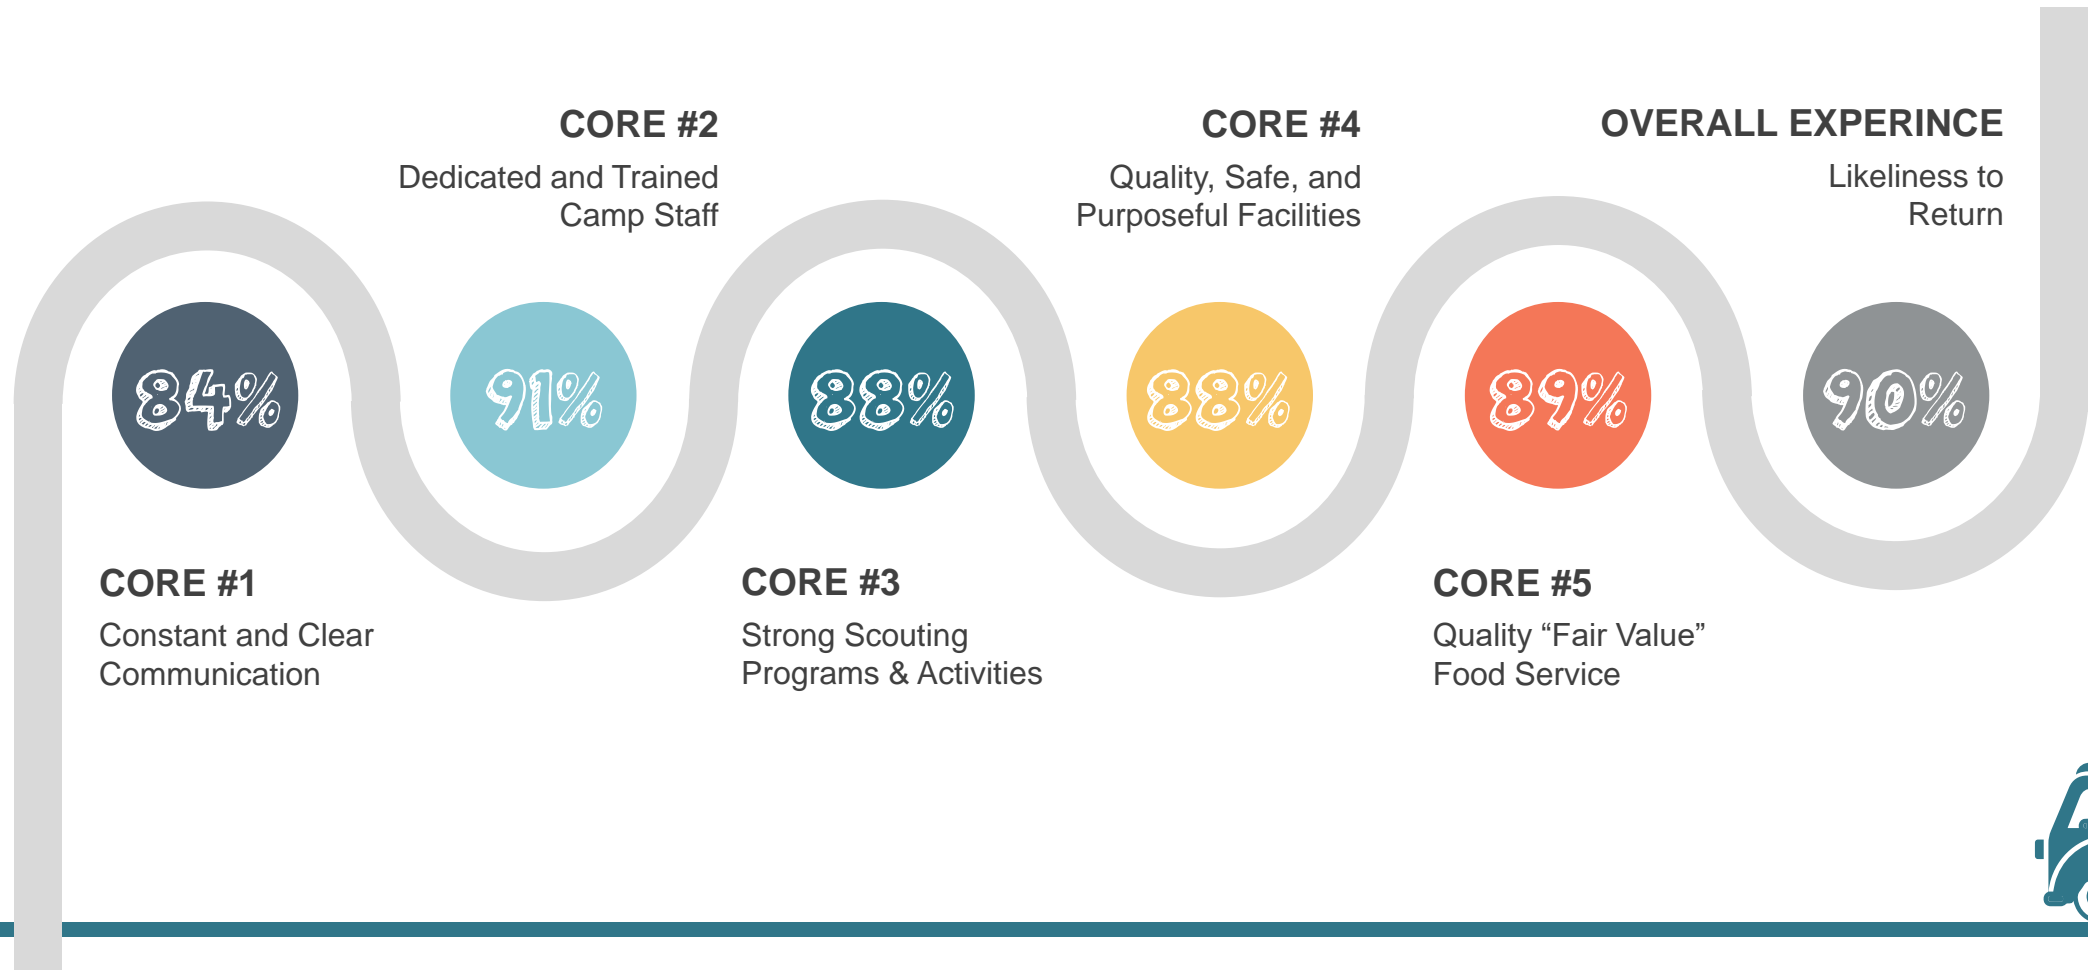 CORE #2
Dedicated and Trained
Camp Staff
CORE #4
Quality, Safe, and
Purposeful Facilities
OVERALL EXPERINCE
Likeliness to
Return
84%
91%
88%
88%
89%
90%
CORE #1
Constant and Clear
Communication
CORE #3
Strong Scouting
Programs & Activities
CORE #5
Quality “Fair Value”
Food Service